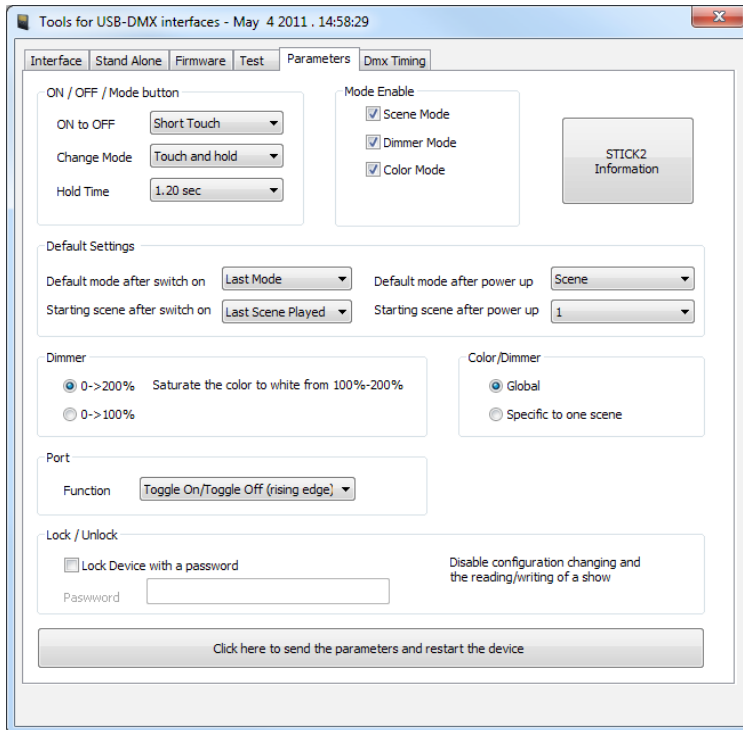 Tools for USB-DMX interfaces - May 4 2011 . 14:58:29
x
Interface Stand Alone Firmware Test Parameters Dmx Timing
ON / OFF / Mode button
ON to OFF Short Touch
Change Mode Touch and hold
Hold Time 1.20 sec
Mode Enable
Scene Mode
Dimmer Mode
Color Mode
STICK2
Information
Default Settings
Default mode after switch on Last Mode Default mode after power up Scene
Starting scene after switch on Last Scene Played Starting scene after power up 1
Dimmer
0->200% Saturate the color to white from 100%-200%
0->100%
Color/Dimmer
Global
Specific to one scene
Port
Function Toggle On/Toggle Off (rising edge)
Lock / Unlock
Lock Device with a password
Paswword
Disable configuration changing and
the reading/writing of a show
Click here to send the parameters and restart the device